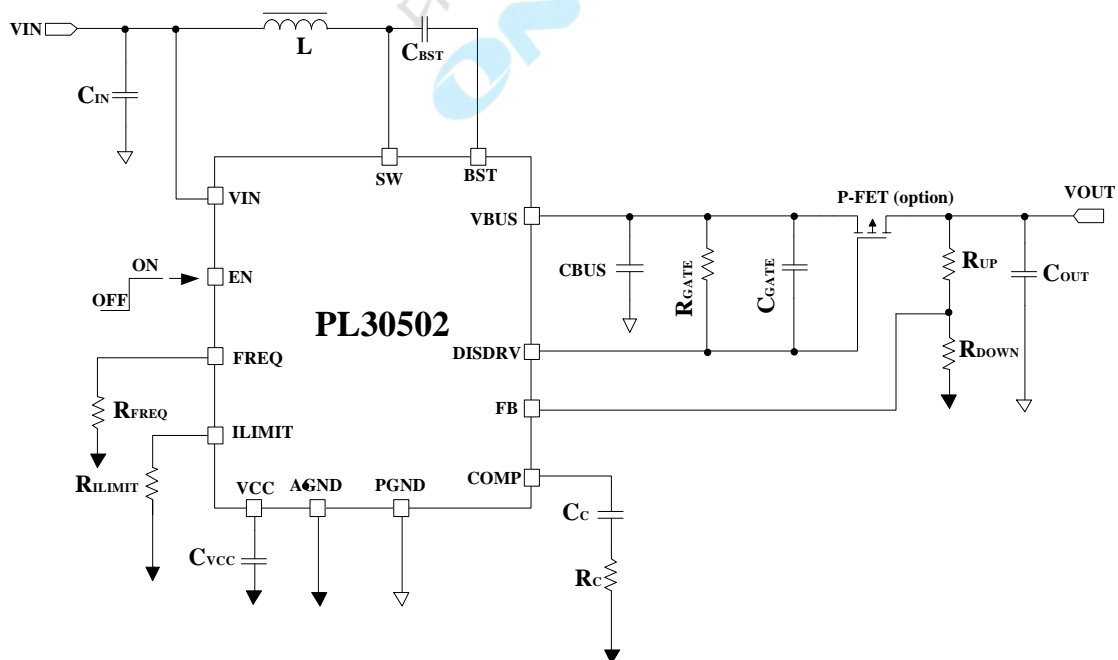 VIN
L
CBST
CIN
SW
BST
VIN
VBUS
P-FET (option)
VOUT
ON
OFF
EN
CBUS
RGATE
CGATE
RUP
COUT
PL30502
FREQ
DISDRV
RDOWN
RFREQ
FB
ILIMIT
RILIMIT
COMP
VCC
AGND
PGND
CC
CVCC
RC